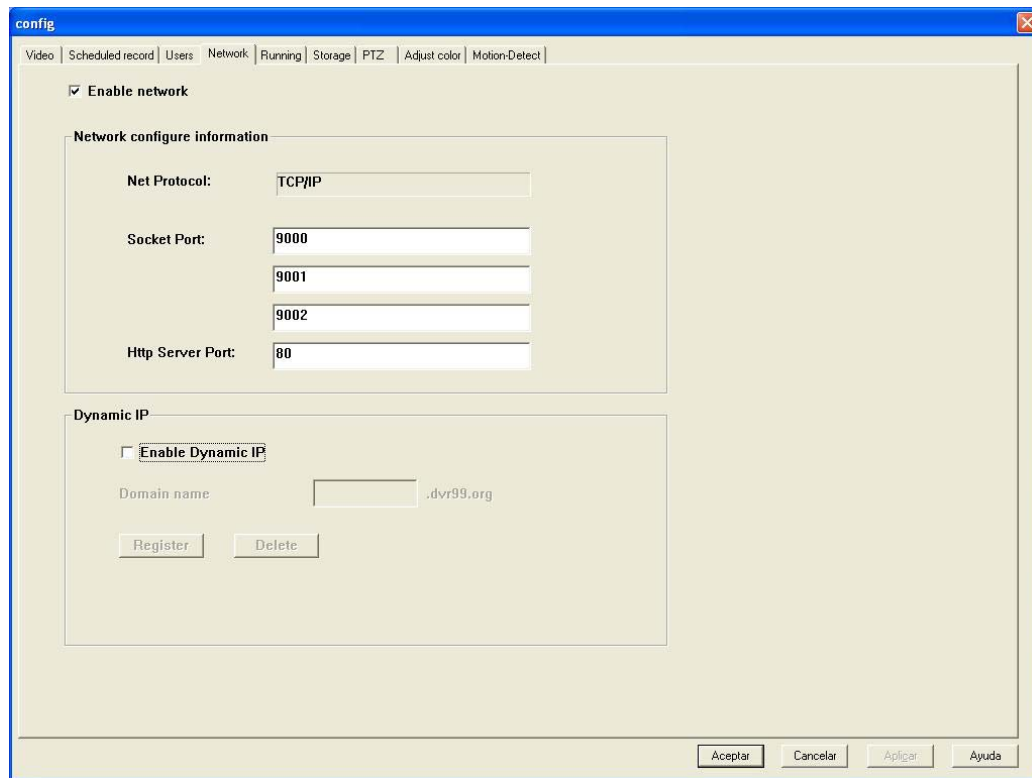 config
Video Scheduled record Users Network Running Storage PTZ Adjust color Motion-Detect
Enable network
Network configure information
Net Protocol: TCP/IP
Socket Port: 9000
9001
9002
Http Server Port: 80
Dynamic IP
Enable Dynamic IP
Domain name .dvr99.org
Register Delete
Aceptar Cancelar Aplicar Ayuda